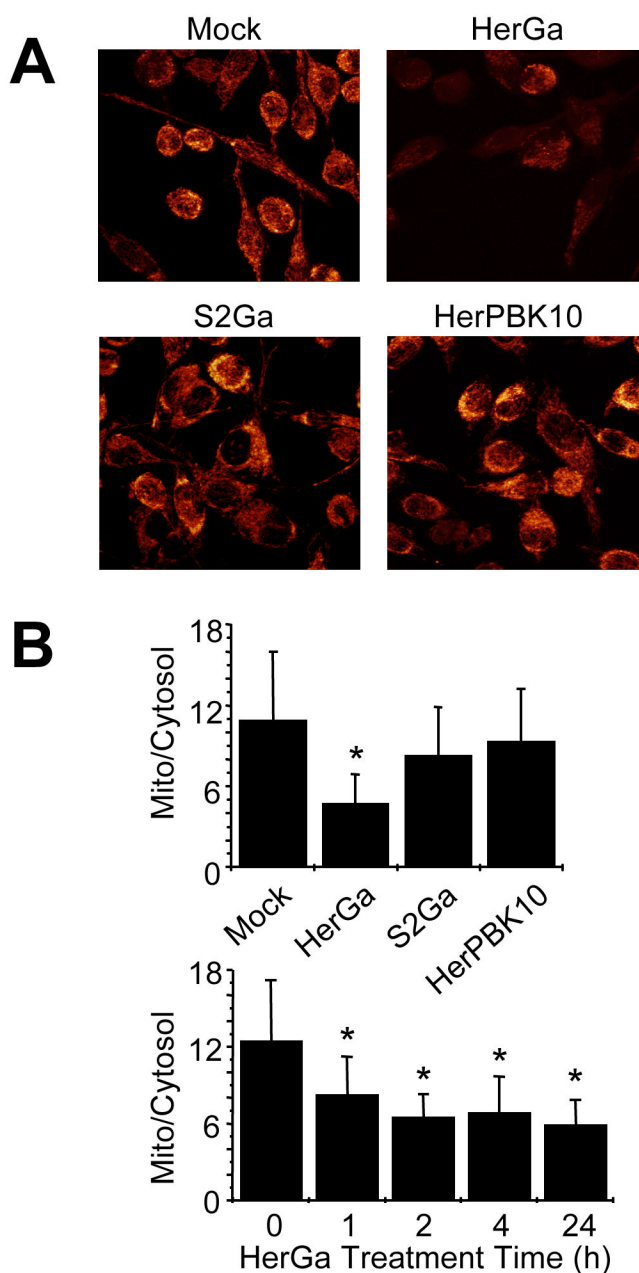 A
Mock HerGa
S2Ga HerPBK10
B
18
12
6
0
Mito/Cytosol
*
Mock HerGa S2Ga HerPBK10
18
12
6
0
Mito/Cytosol
* * * *
0 1 2 4 24
HerGa Treatment Time (h)